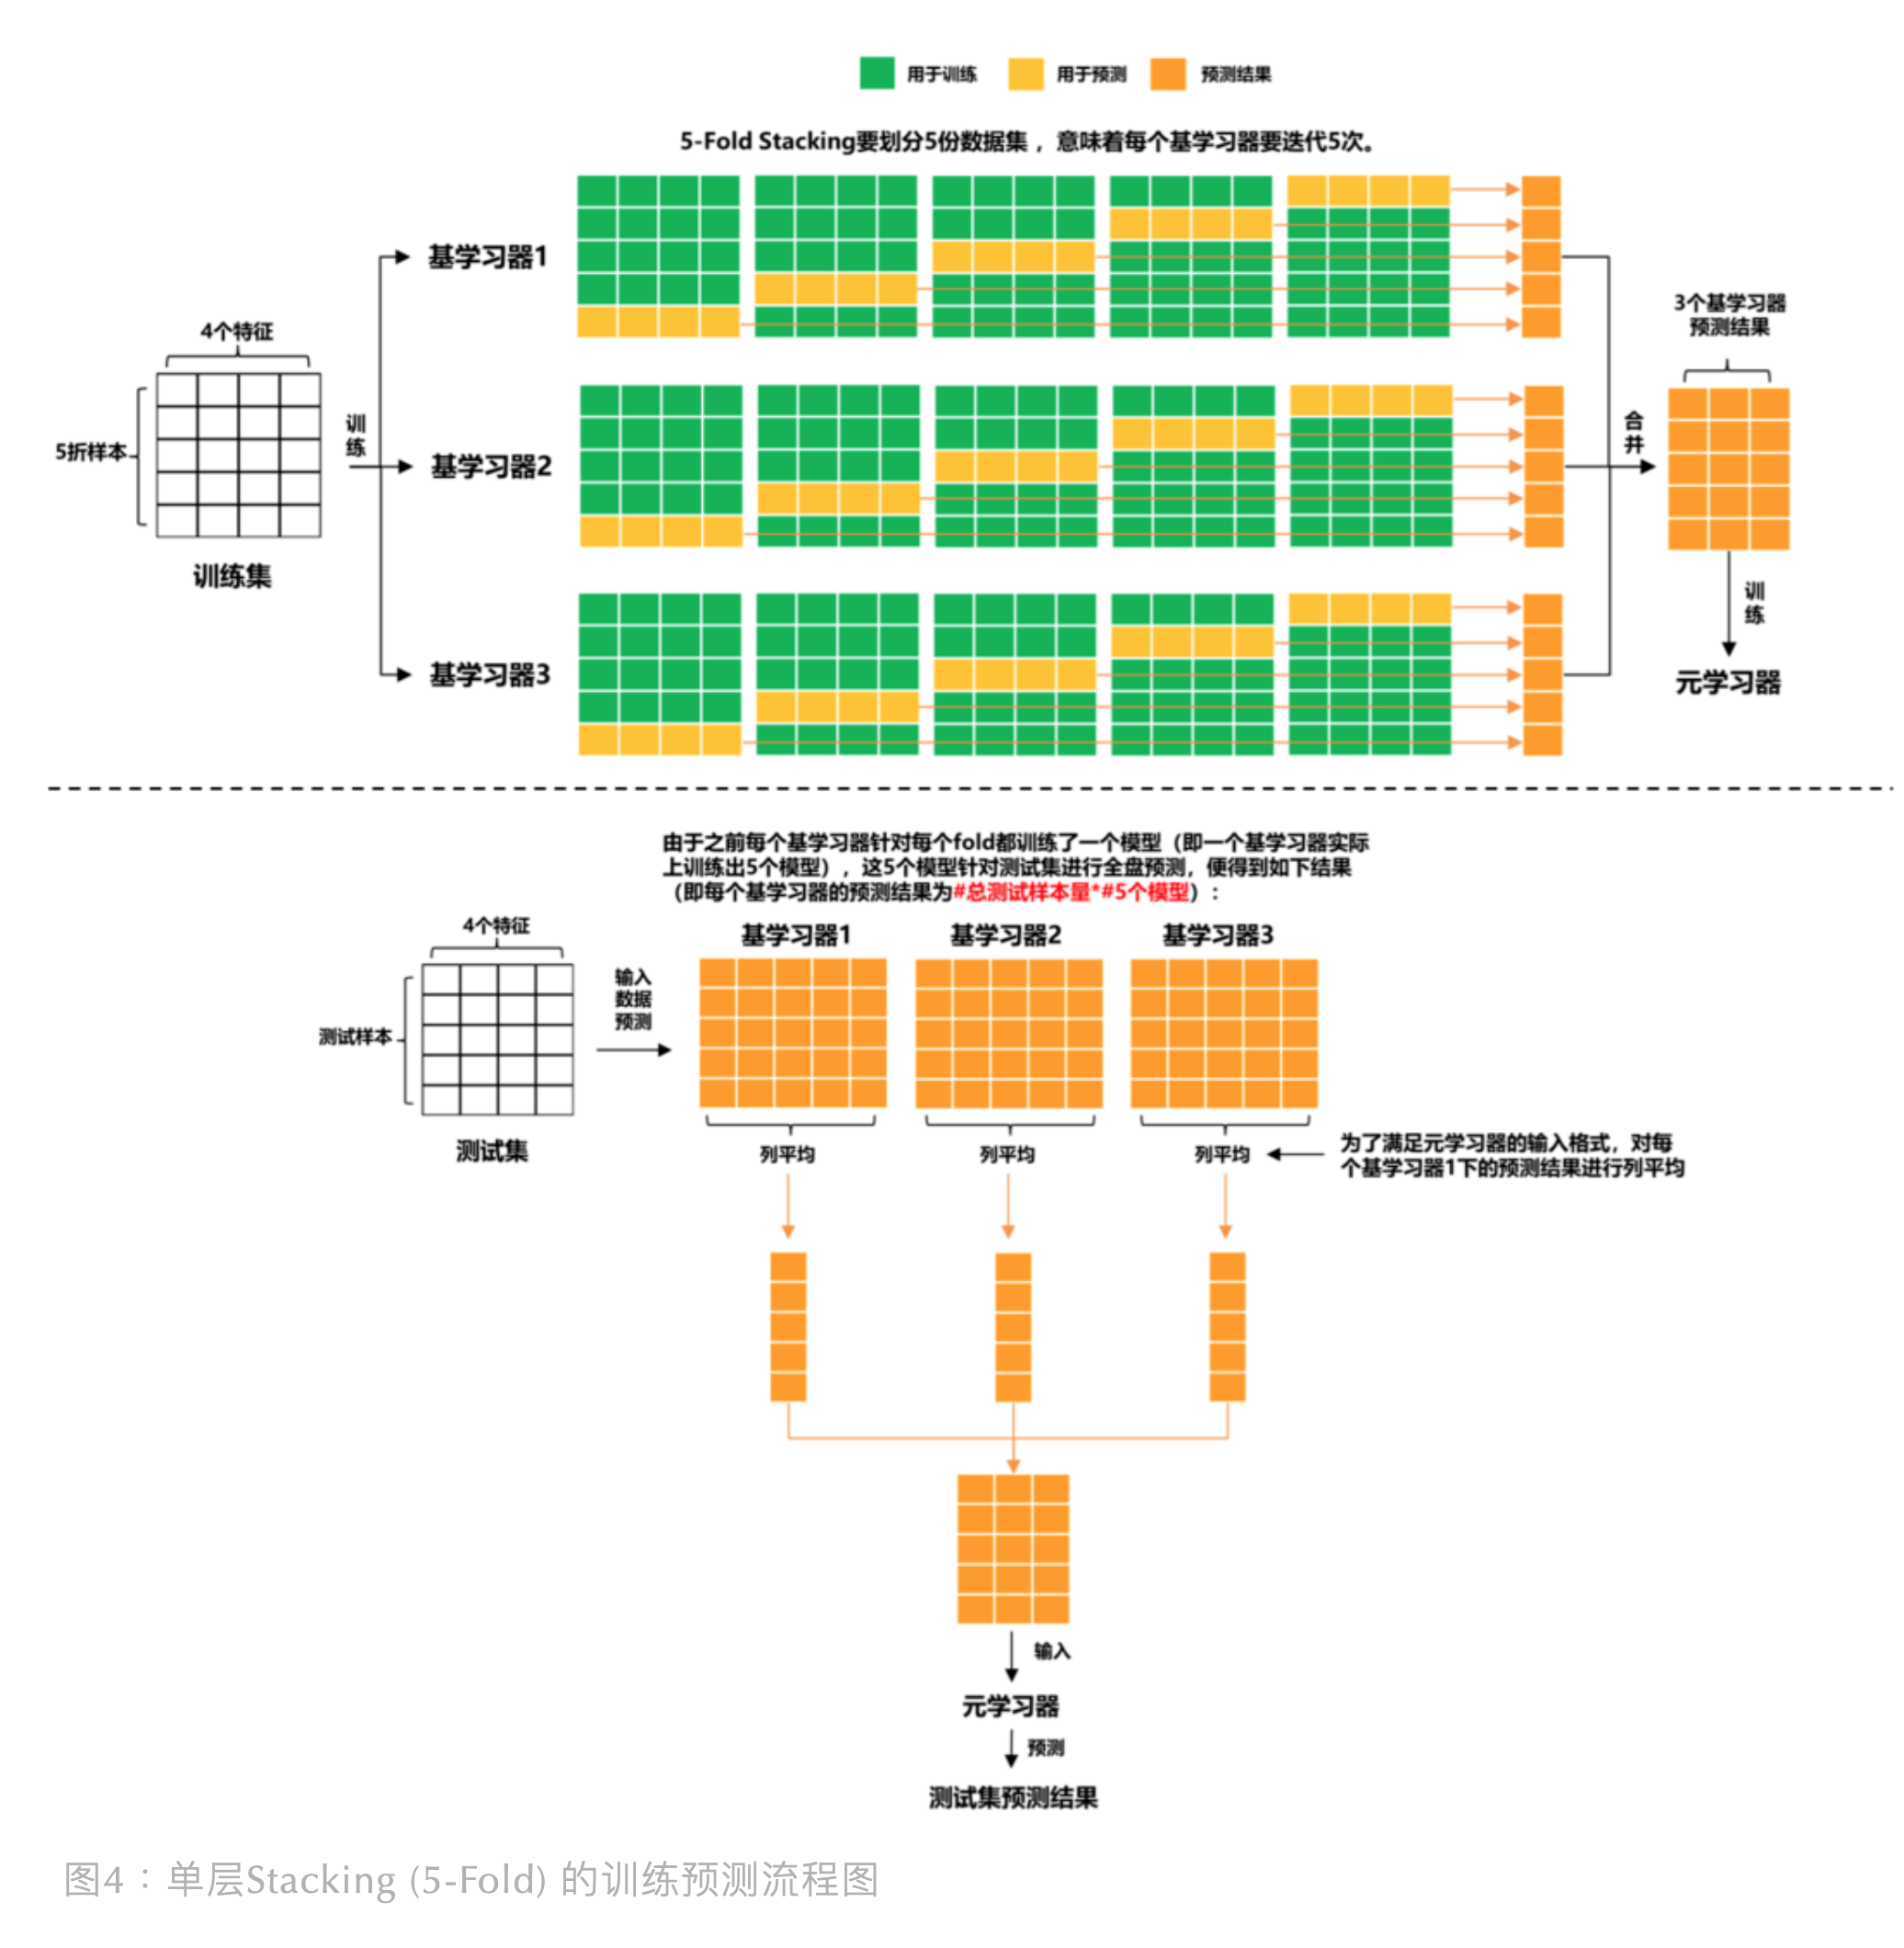 用于训练
用于预测
预测结果
5-Fold Stacking要划分5份数据集，意味着每个基学习器要迭代5次。
基学习器1
4个特征
5折样本
训练集
训
练
基学习器2
基学习器3
合
并
3个基学习器
预测结果
训
练
元学习器
由于之前每个基学习器针对每个fold都训练了一个模型（即一个基学习器实际
上训练出5个模型），这5个模型针对测试集进行全盘预测，便得到如下结果
（即每个基学习器的预测结果为#总测试样本量*#5个模型）：
4个特征
测试样本
测试集
输入
数据
预测
基学习器1
基学习器2
基学习器3
列平均
列平均
列平均
为了满足元学习器的输入格式，对每
个基学习器1下的预测结果进行列平均
输入
元学习器
预测
测试集预测结果
图4：单层Stacking (5-Fold) 的训练预测流程图